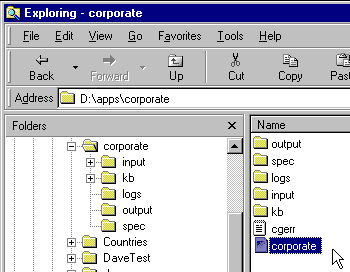 Exploring - corporate
File Edit View Go Favorites Tools Help
Back Forward Up Cut Copy Past
Address D:\apps\corporate
Folders
Name
corporate
input
kb
logs
output
spec
Countries
DaveTest
output
spec
logs
input
kb
cgerr
corporate